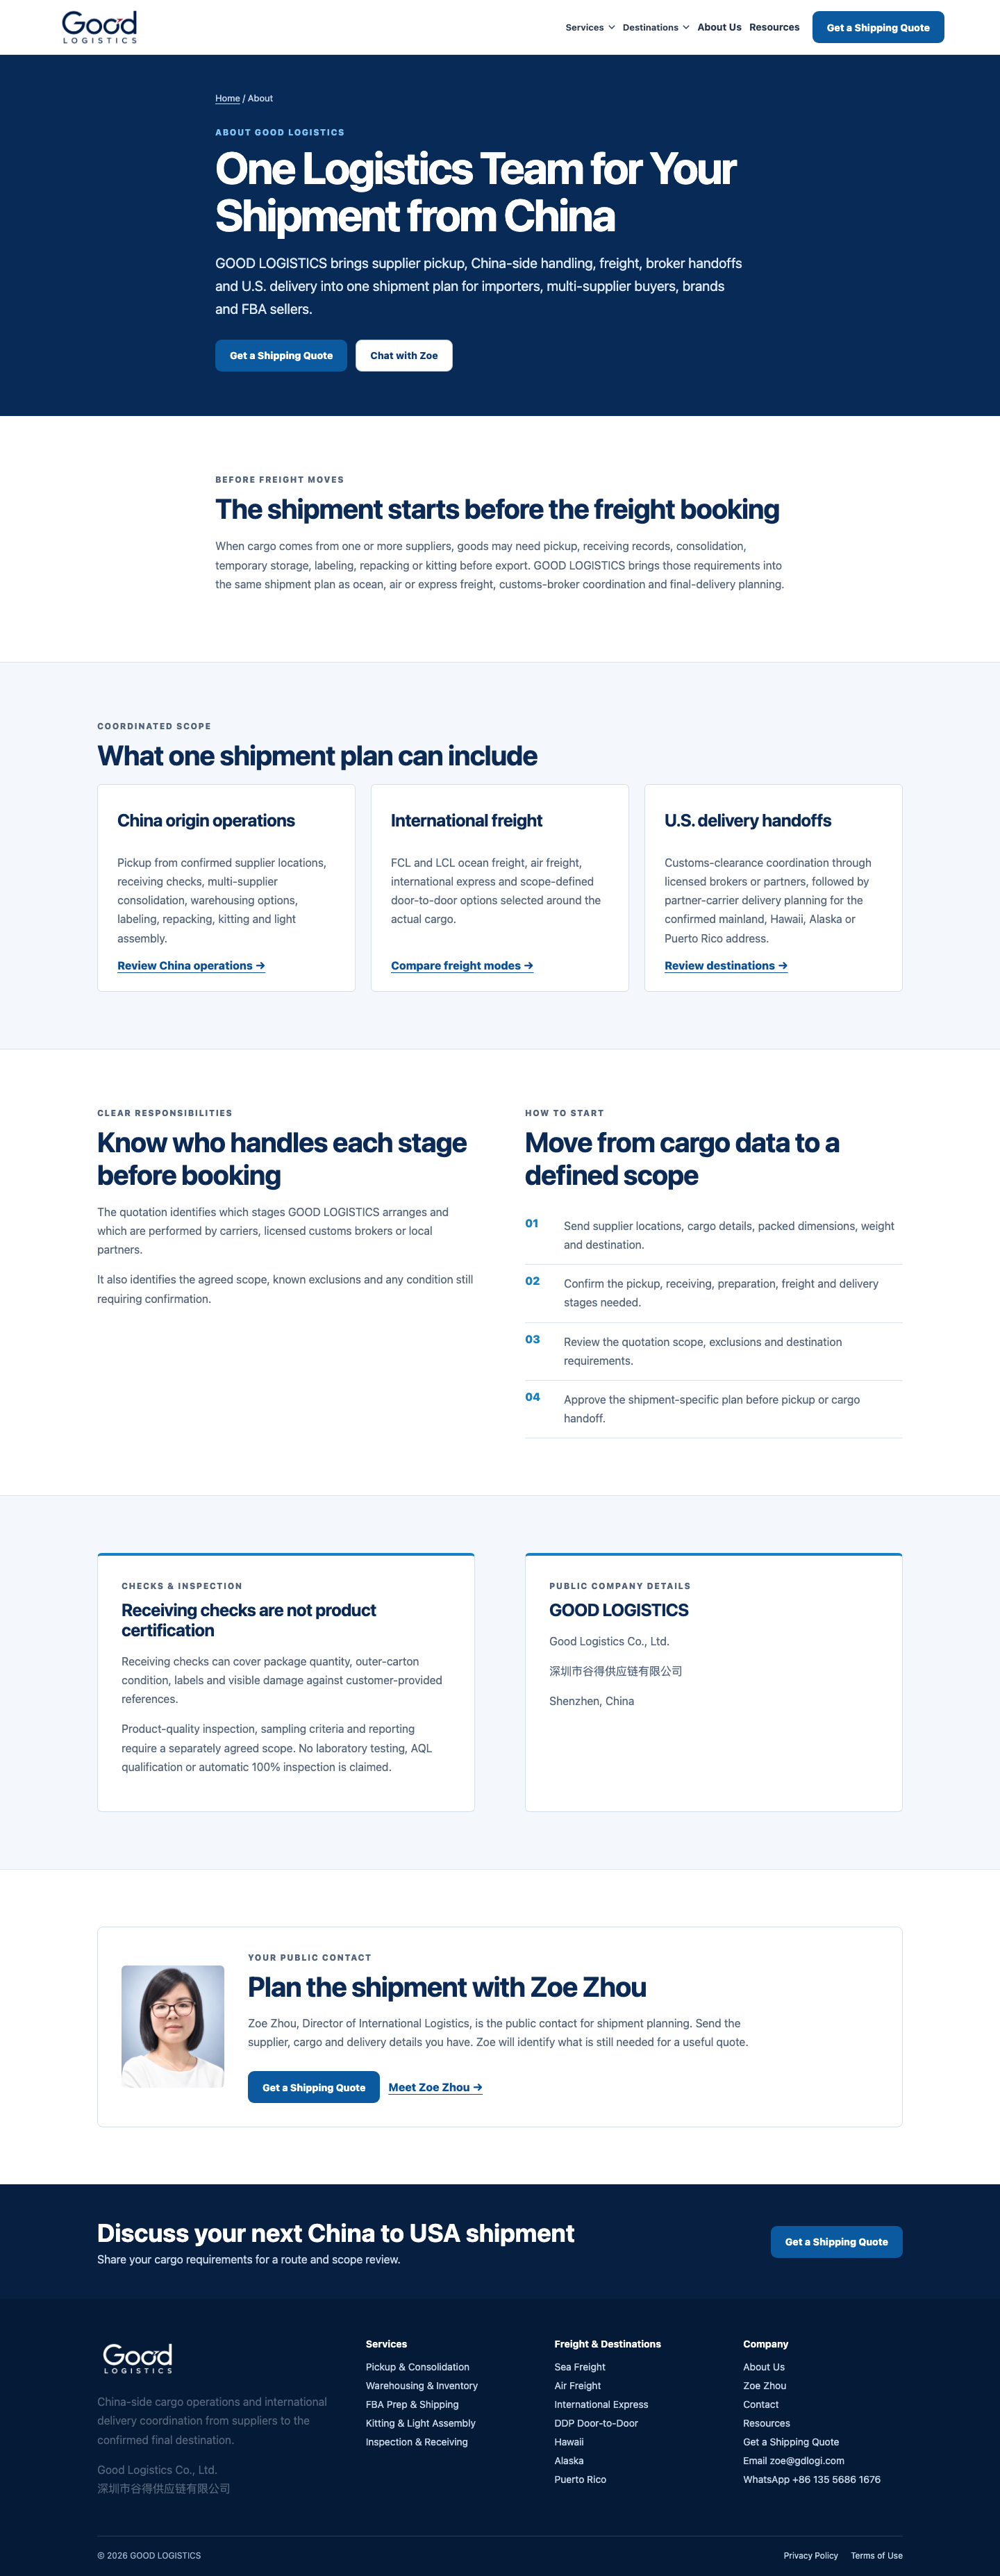 Good
LOGISTICS
Services
Destinations
About Us
Resources
Get a Shipping Quote
Home / About
ABOUT GOOD LOGISTICS
One Logistics Team for Your
Shipment from China
GOOD LOGISTICS brings supplier pickup, China-side handling, freight, broker handoffs
and U.S. delivery into one shipment plan for importers, multi-supplier buyers, brands
and FBA sellers.
Get a Shipping Quote
Chat with Zoe
BEFORE FREIGHT MOVES
The shipment starts before the freight booking
When cargo comes from one or more suppliers, goods may need pickup, receiving records, consolidation,
temporary storage, labeling, repacking or kitting before export. GOOD LOGISTICS brings those requirements into
the same shipment plan as ocean, air or express freight, customs-broker coordination and final-delivery planning.
COORDINATED SCOPE
What one shipment plan can include
China origin operations
Pickup from confirmed supplier locations,
receiving checks, multi-supplier
consolidation, warehousing options,
labeling, repacking, kitting and light
assembly.
Review China operations →
International freight
FCL and LCL ocean freight, air freight,
international express and scope-defined
door-to-door options selected around the
actual cargo.
Compare freight modes →
U.S. delivery handoffs
Customs-clearance coordination through
licensed brokers or partners, followed by
partner-carrier delivery planning for the
confirmed mainland, Hawaii, Alaska or
Puerto Rico address.
Review destinations →
CLEAR RESPONSIBILITIES
Know who handles each stage
before booking
The quotation identifies which stages GOOD LOGISTICS arranges and
which are performed by carriers, licensed customs brokers or local
partners.
It also identifies the agreed scope, known exclusions and any condition still
requiring confirmation.
HOW TO START
Move from cargo data to a
defined scope
01 Send supplier locations, cargo details, packed dimensions, weight
and destination.
02 Confirm the pickup, receiving, preparation, freight and delivery
stages needed.
03 Review the quotation scope, exclusions and destination
requirements.
04 Approve the shipment-specific plan before pickup or cargo
handoff.
CHECKS & INSPECTION
Receiving checks are not product
certification
Receiving checks can cover package quantity, outer-carton
condition, labels and visible damage against customer-provided
references.
Product-quality inspection, sampling criteria and reporting
require a separately agreed scope. No laboratory testing, AQL
qualification or automatic 100% inspection is claimed.
PUBLIC COMPANY DETAILS
GOOD LOGISTICS
Good Logistics Co., Ltd.
深圳市谷得供应链有限公司
Shenzhen, China
YOUR PUBLIC CONTACT
Plan the shipment with Zoe Zhou
Zoe Zhou, Director of International Logistics, is the public contact for shipment planning. Send the
supplier, cargo and delivery details you have. Zoe will identify what is still needed for a useful quote.
Get a Shipping Quote
Meet Zoe Zhou →
Discuss your next China to USA shipment
Share your cargo requirements for a route and scope review.
Get a Shipping Quote
Good
LOGISTICS
China-side cargo operations and international
delivery coordination from suppliers to the
confirmed final destination.
Good Logistics Co., Ltd.
深圳市谷得供应链有限公司
Services
Pickup & Consolidation
Warehousing & Inventory
FBA Prep & Shipping
Kitting & Light Assembly
Inspection & Receiving
Freight & Destinations
Sea Freight
Air Freight
International Express
DDP Door-to-Door
Hawaii
Alaska
Puerto Rico
Company
About Us
Zoe Zhou
Contact
Resources
Get a Shipping Quote
Email zoe@gdlogi.com
WhatsApp +86 135 5686 1676
© 2026 GOOD LOGISTICS
Privacy Policy
Terms of Use